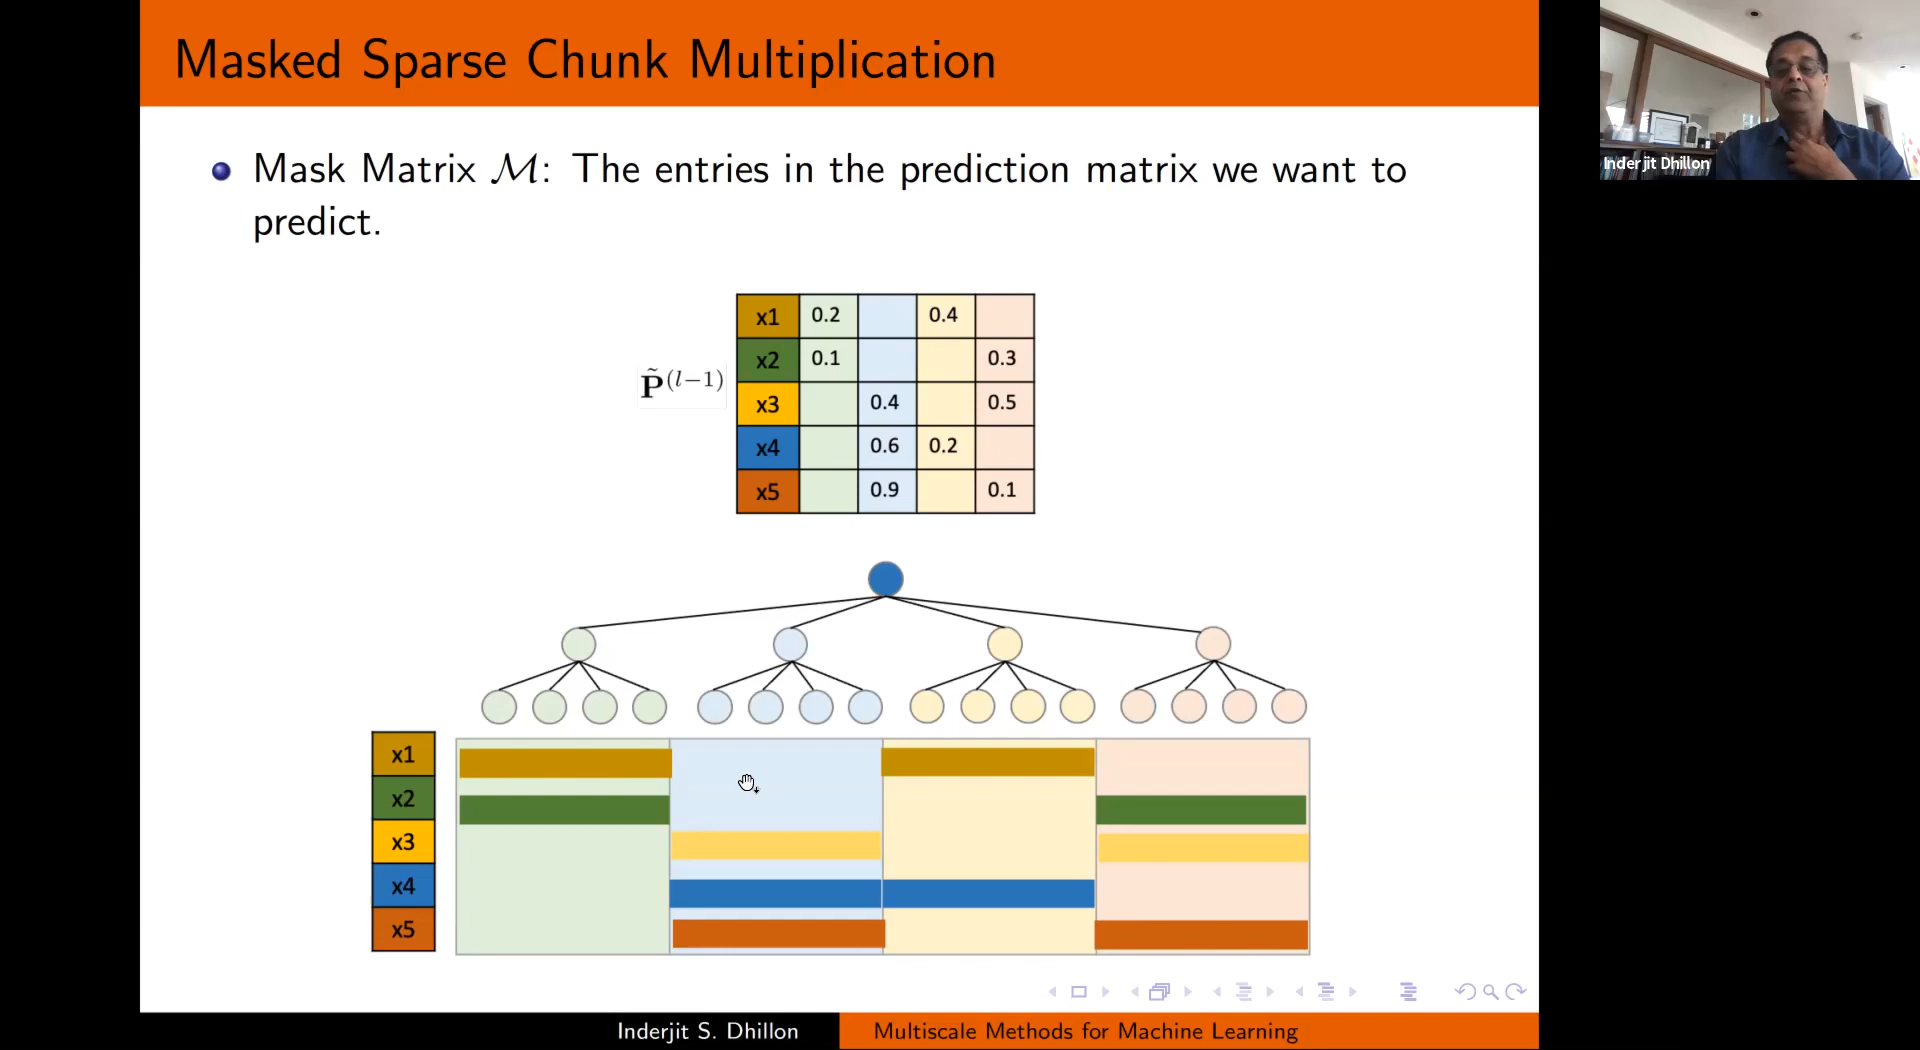 Masked Sparse Chunk Multiplication
Mask Matrix ℳ: The entries in the prediction matrix we want to
predict.
P̃^(l−1)
x1 0.2 0.4
x2 0.1 0.3
x3 0.4 0.5
x4 0.6 0.2
x5 0.9 0.1
x1
x2
x3
x4
x5
Inderjit S. Dhillon
Multiscale Methods for Machine Learning
Inderjit Dhillon